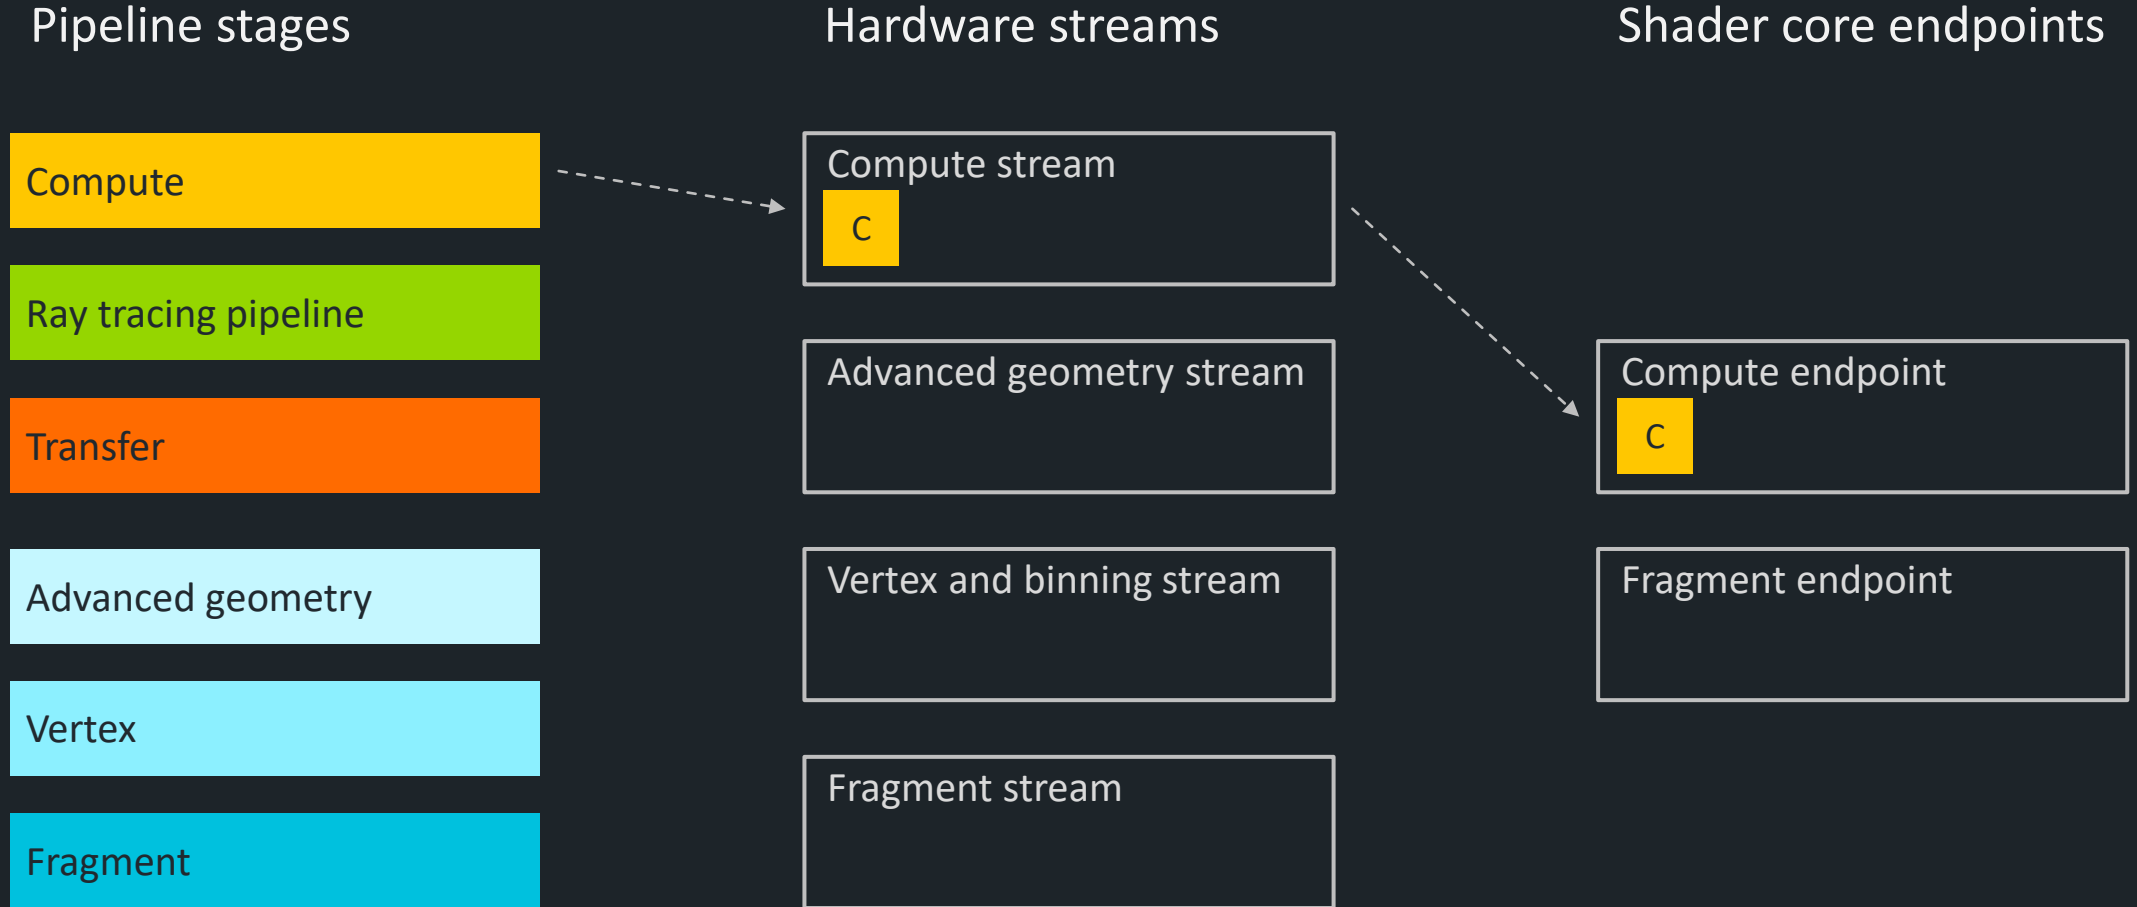 Pipeline stages
Hardware streams
Shader core endpoints
Compute
Ray tracing pipeline
Transfer
Advanced geometry
Vertex
Fragment
Compute stream
C
Advanced geometry stream
Vertex and binning stream
Fragment stream
Compute endpoint
C
Fragment endpoint